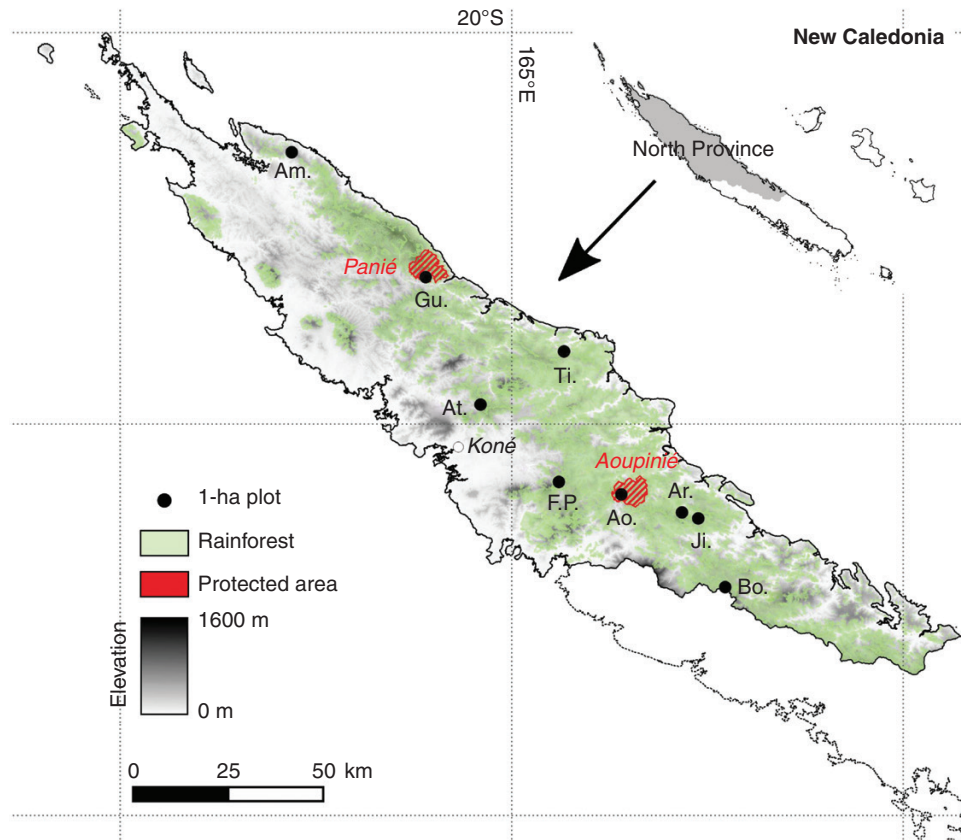 20°S
165°E
New Caledonia
North Province
Am.
Panié
Gu.
Ti.
At.
Koné
Aoupinié
F.P.
Ao.
Ar.
Ji.
Bo.
1-ha plot
Rainforest
Protected area
1600 m
Elevation
0 m
0 25 50 km